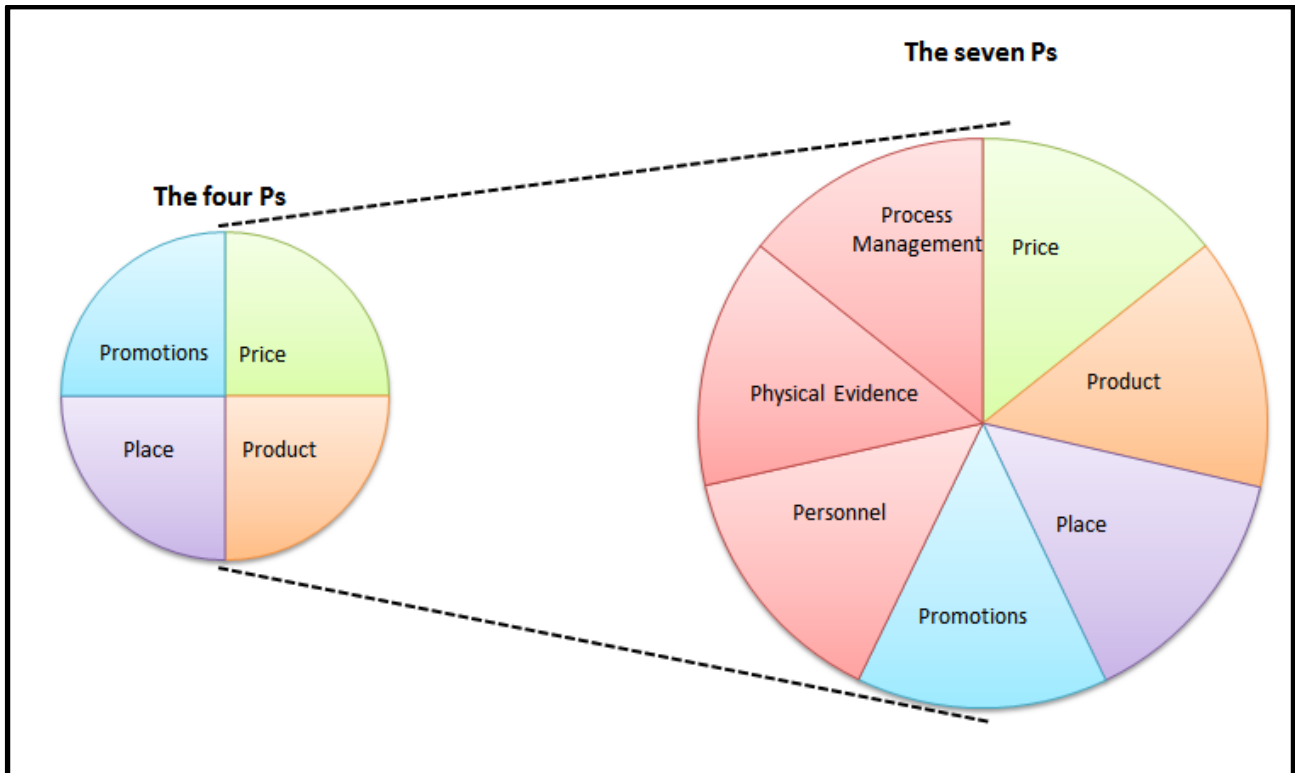 The four Ps
Promotions
Price
Place
Product
The seven Ps
Process
Management
Price
Physical Evidence
Product
Personnel
Place
Promotions